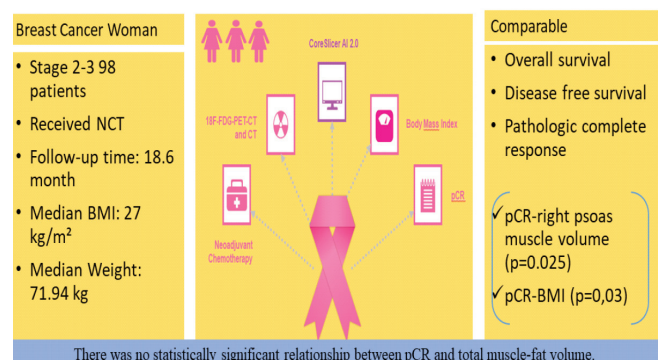 Breast Cancer Woman
• Stage 2-3 98
patients
• Received NCT
• Follow-up time: 18.6
month
• Median BMI: 27
kg/m²
• Median Weight:
71.94 kg
CoreSlicer AI 2.0
18F-FDG-PET-CT
and CT
Body Mass Index
Neoadjuvant
Chemotherapy
pCR
Comparable
• Overall survival
• Disease free survival
• Pathologic complete
response
✓pCR-right psoas
muscle volume
(p=0.025)
✓pCR-BMI (p=0,03)
There was no statistically significant relationship between pCR and total muscle-fat volume.